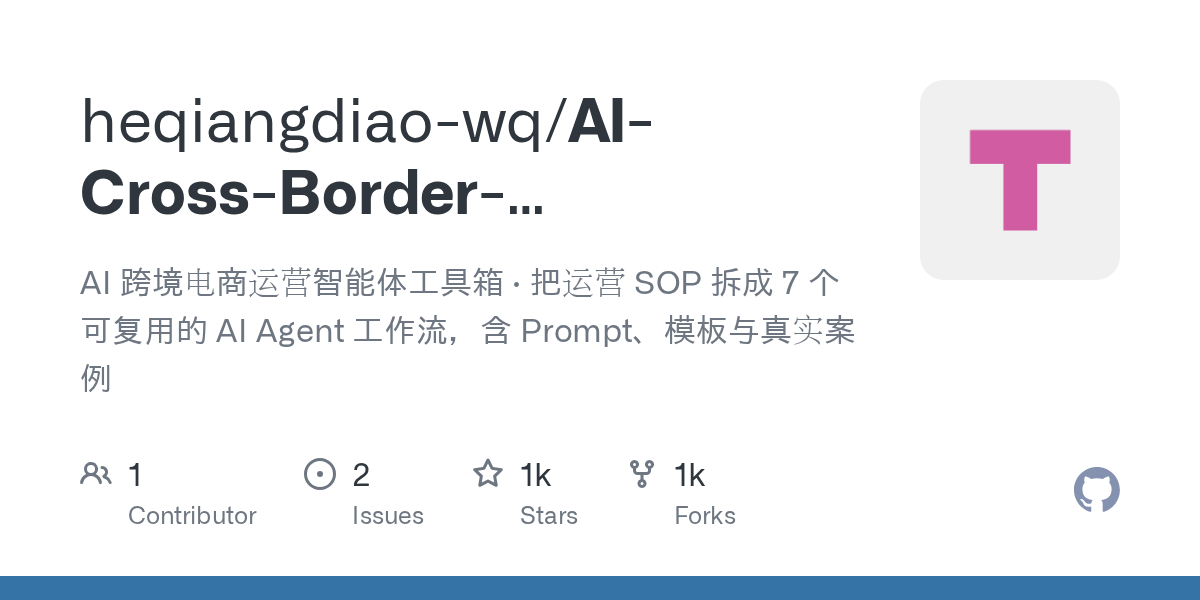 heqiangdiao-wq/AI-
Cross-Border-...
AI 跨境电商运营智能体工具箱 · 把运营 SOP 拆成 7 个
可复用的 AI Agent 工作流，含 Prompt、模板与真实案
例
1
Contributor
2
Issues
1k
Stars
1k
Forks
T